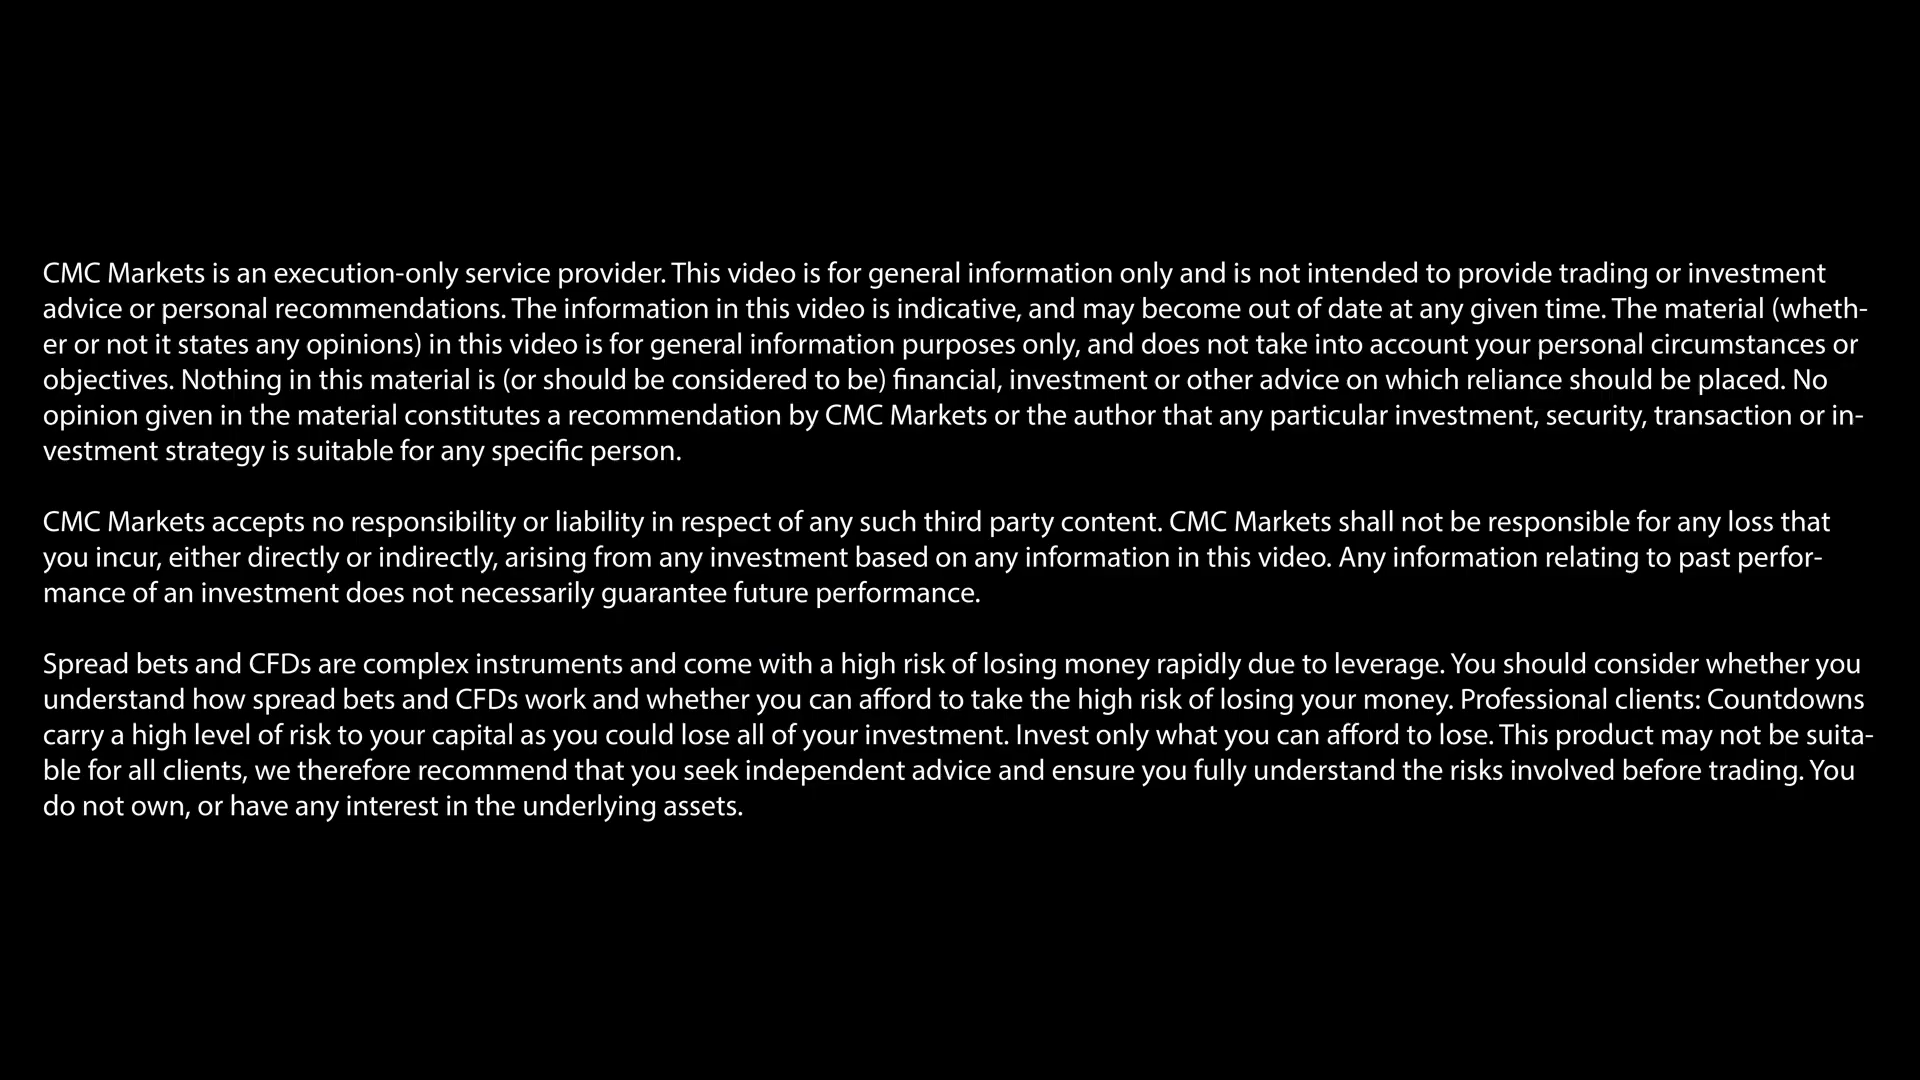 CMC Markets is an execution-only service provider. This video is for general information only and is not intended to provide trading or investment
advice or personal recommendations. The information in this video is indicative, and may become out of date at any given time. The material (wheth-
er or not it states any opinions) in this video is for general information purposes only, and does not take into account your personal circumstances or
objectives. Nothing in this material is (or should be considered to be) financial, investment or other advice on which reliance should be placed. No
opinion given in the material constitutes a recommendation by CMC Markets or the author that any particular investment, security, transaction or in-
vestment strategy is suitable for any specific person.
CMC Markets accepts no responsibility or liability in respect of any such third party content. CMC Markets shall not be responsible for any loss that
you incur, either directly or indirectly, arising from any investment based on any information in this video. Any information relating to past perfor-
mance of an investment does not necessarily guarantee future performance.
Spread bets and CFDs are complex instruments and come with a high risk of losing money rapidly due to leverage. You should consider whether you
understand how spread bets and CFDs work and whether you can afford to take the high risk of losing your money. Professional clients: Countdowns
carry a high level of risk to your capital as you could lose all of your investment. Invest only what you can afford to lose. This product may not be suita-
ble for all clients, we therefore recommend that you seek independent advice and ensure you fully understand the risks involved before trading. You
do not own, or have any interest in the underlying assets.